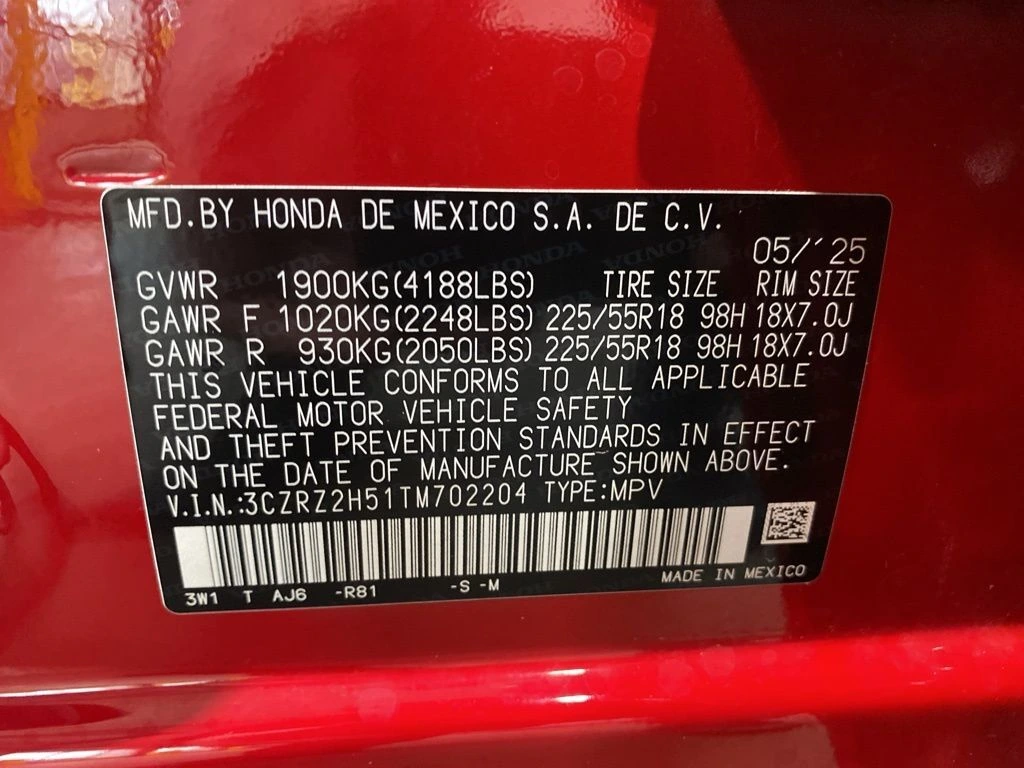 MFD.BY HONDA DE MEXICO S.A. DE C.V.
05/'25
GVWR 1900KG(4188LBS) TIRE SIZE RIM SIZE
GAWR F 1020KG(2248LBS) 225/55R18 98H 18X7.0J
GAWR R 930KG(2050LBS) 225/55R18 98H 18X7.0J
THIS VEHICLE CONFORMS TO ALL APPLICABLE
FEDERAL MOTOR VEHICLE SAFETY
AND THEFT PREVENTION STANDARDS IN EFFECT
ON THE DATE OF MANUFACTURE SHOWN ABOVE.
V.I.N.:3CZRZ2H51TM702204 TYPE:MPV
3W1 T AJ6 -R81 -S -M MADE IN MEXICO